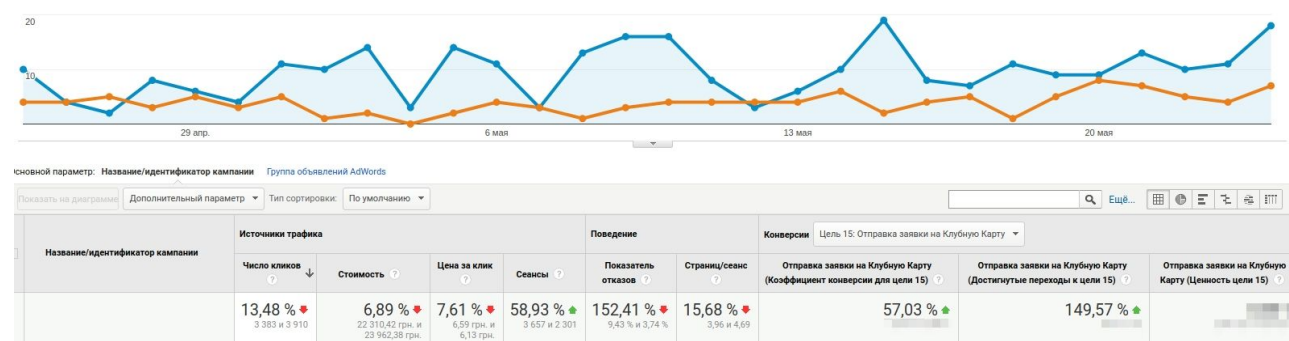 20
10
29 апр.
6 мая
13 мая
20 мая
Основной параметр: Название/идентификатор кампании Группа объявлений AdWords
Показать на диаграмме Дополнительный параметр Тип сортировки: По умолчанию Ещё...
Название/идентификатор кампании
Источники трафика Поведение Конверсии Цель 15: Отправка заявки на Клубную Карту
Число кликов ? Стоимость ? Цена за клик ? Сеансы ? Показатель отказов ? Страниц/сеанс ? Отправка заявки на Клубную Карту (Коэффициент конверсии для цели 15) ? Отправка заявки на Клубную Карту (Достигнутые переходы к цели 15) ? Отправка заявки на Клубную Карту (Ценность цели 15) ?
13,48 % 6,89 % 7,61 % 58,93 % 152,41 % 15,68 % 57,03 % 149,57 %
3 383 и 3 910 22 310,42 грн. и 23 962,38 грн. 6,59 грн. и 6,13 грн. 3 657 и 2 301 9,43 % и 3,74 % 3,96 и 4,69